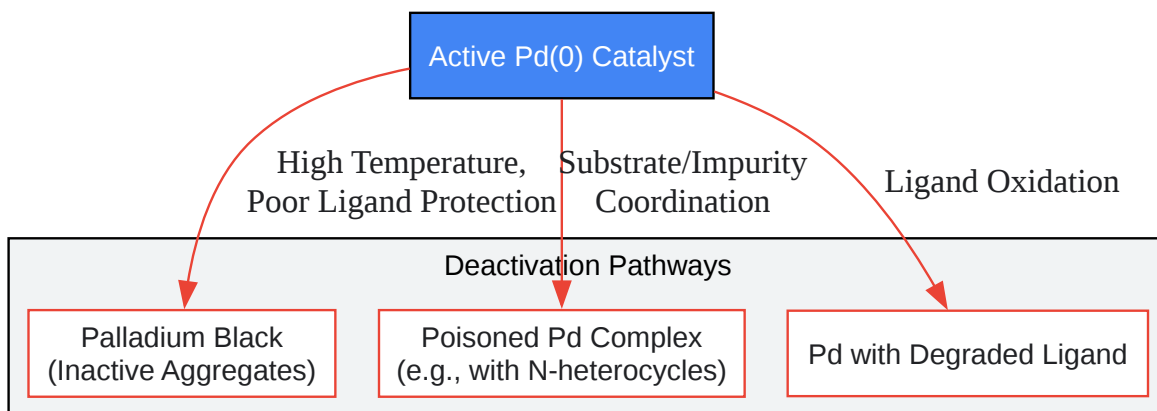 Active Pd(0) Catalyst
High Temperature,
Poor Ligand Protection
Substrate/Impurity
Coordination
Ligand Oxidation
Deactivation Pathways
Palladium Black
(Inactive Aggregates)
Poisoned Pd Complex
(e.g., with N-heterocycles)
Pd with Degraded Ligand